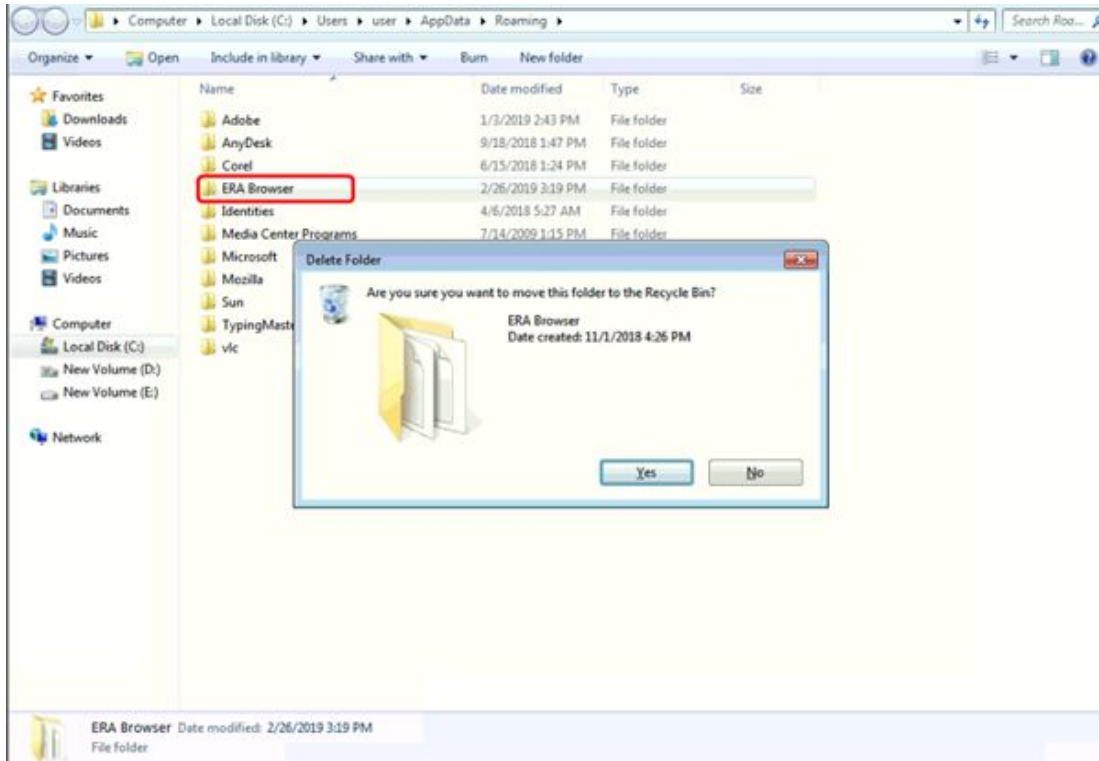 Computer ▸ Local Disk (C:) ▸ Users ▸ user ▸ AppData ▸ Roaming ▸
Search Roa...
Organize Open Include in library Share with Burn New folder
Name Date modified Type Size
Favorites
Downloads
Videos
Libraries
Documents
Music
Pictures
Videos
Computer
Local Disk (C:)
New Volume (D:)
New Volume (E:)
Network
Adobe 1/3/2019 2:43 PM File folder
AnyDesk 9/18/2018 1:47 PM File folder
Corel 6/15/2018 1:24 PM File folder
ERA Browser 2/26/2019 3:19 PM File folder
Identities 4/6/2018 5:27 AM File folder
Media Center Programs 7/14/2009 1:15 PM File folder
Microsoft
Mozilla
Sun
TypingMaste
vlc
Delete Folder
Are you sure you want to move this folder to the Recycle Bin?
ERA Browser
Date created: 11/1/2018 4:26 PM
Yes No
ERA Browser Date modified: 2/26/2019 3:19 PM
File folder